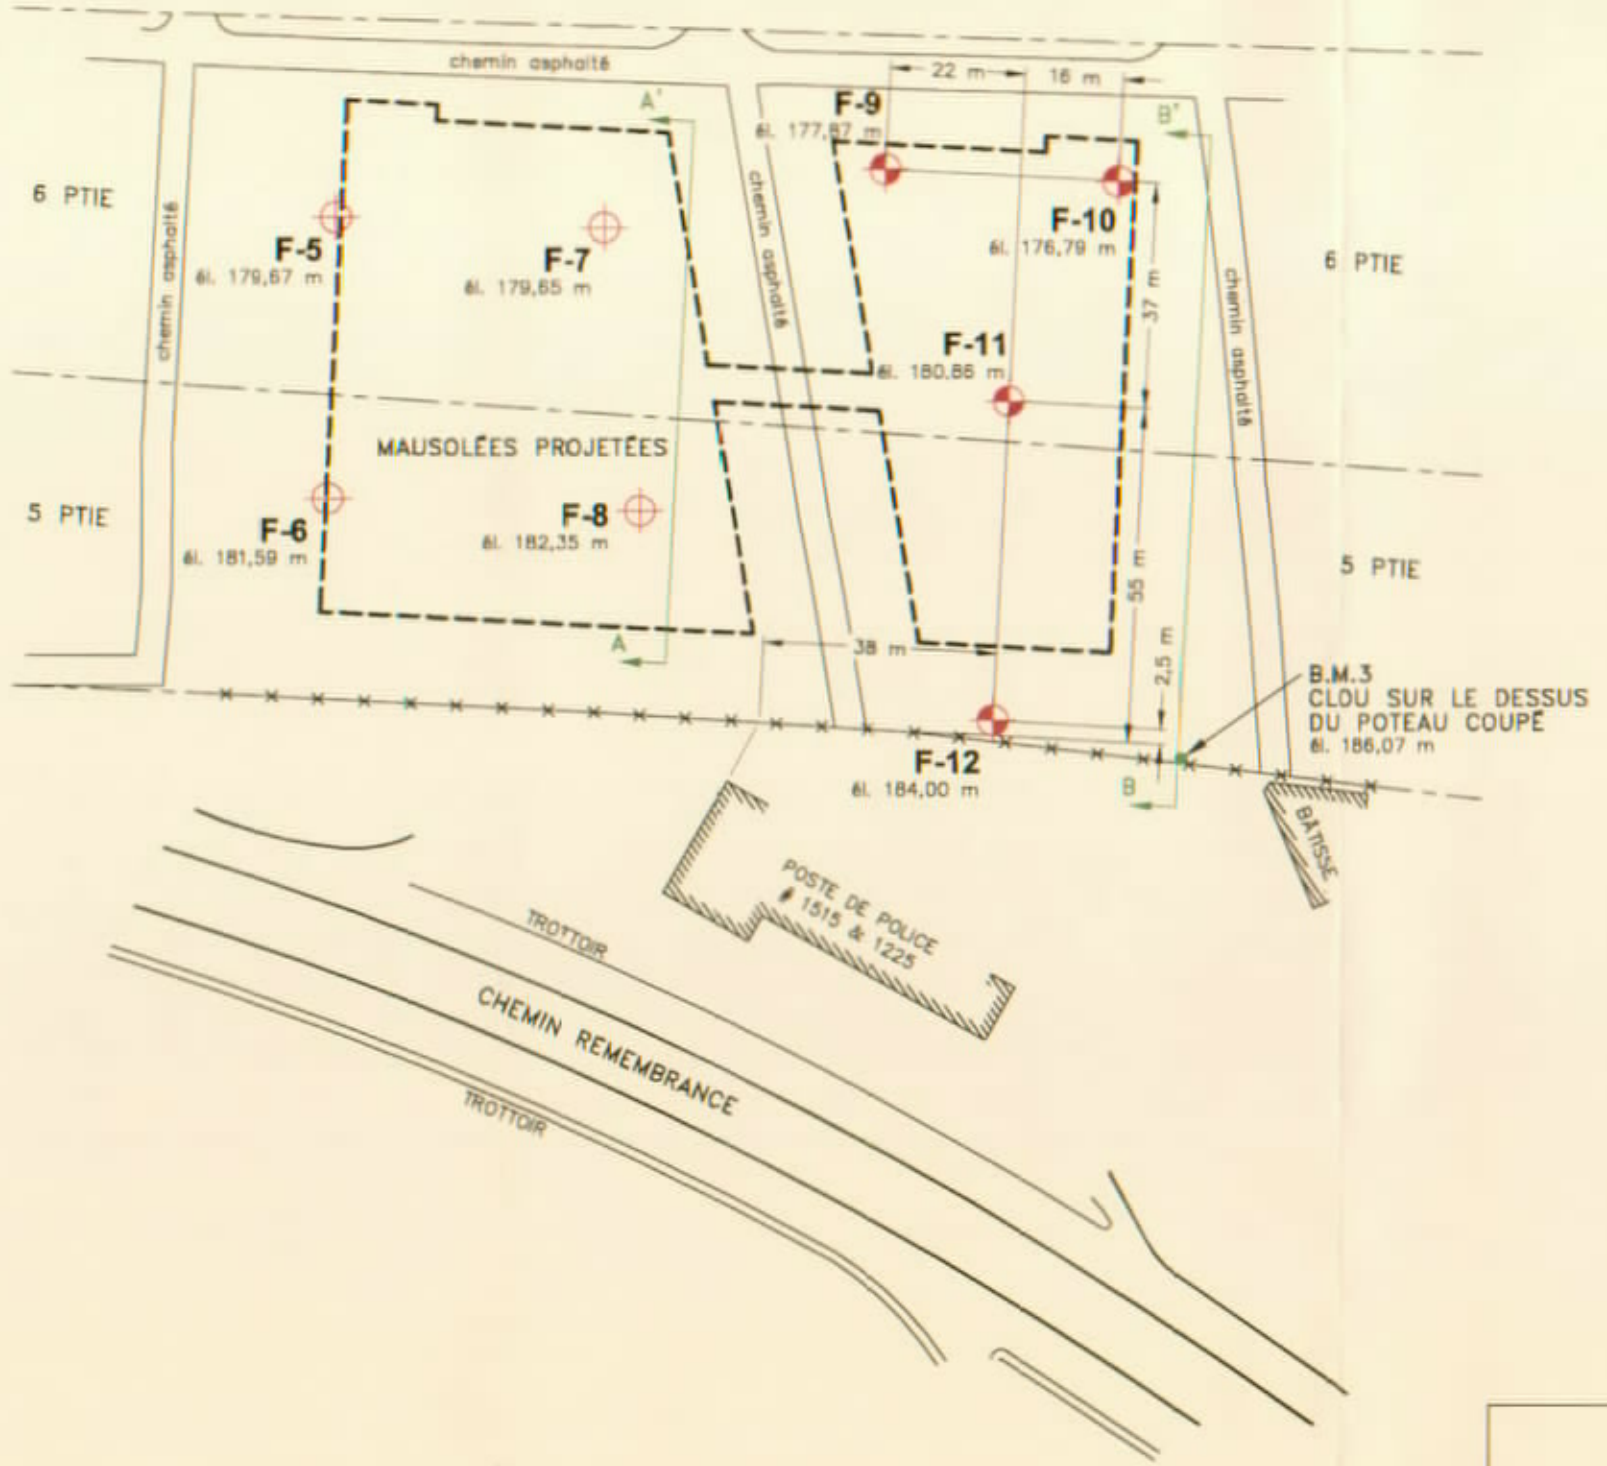 chemin asphalté
22 m
16 m
A'
B'
F-9
él. 177,87 m
6 PTIE
chemin asphalté
chemin asphalté
F-5
él. 179,67 m
F-7
él. 179,65 m
F-10
él. 176,79 m
6 PTIE
37 m
chemin asphalté
F-11
él. 180,86 m
MAUSOLÉES PROJETÉES
5 PTIE
F-6
él. 181,59 m
F-8
él. 182,35 m
5 PTIE
55 m
A
38 m
2,5 m
B.M.3
CLOU SUR LE DESSUS
DU POTEAU COUPÉ
él. 186,07 m
F-12
él. 184,00 m
B
BÂTISSE
POSTE DE POLICE
# 1515 & 1225
TROTTOIR
CHEMIN REMEMBRANCE
TROTTOIR